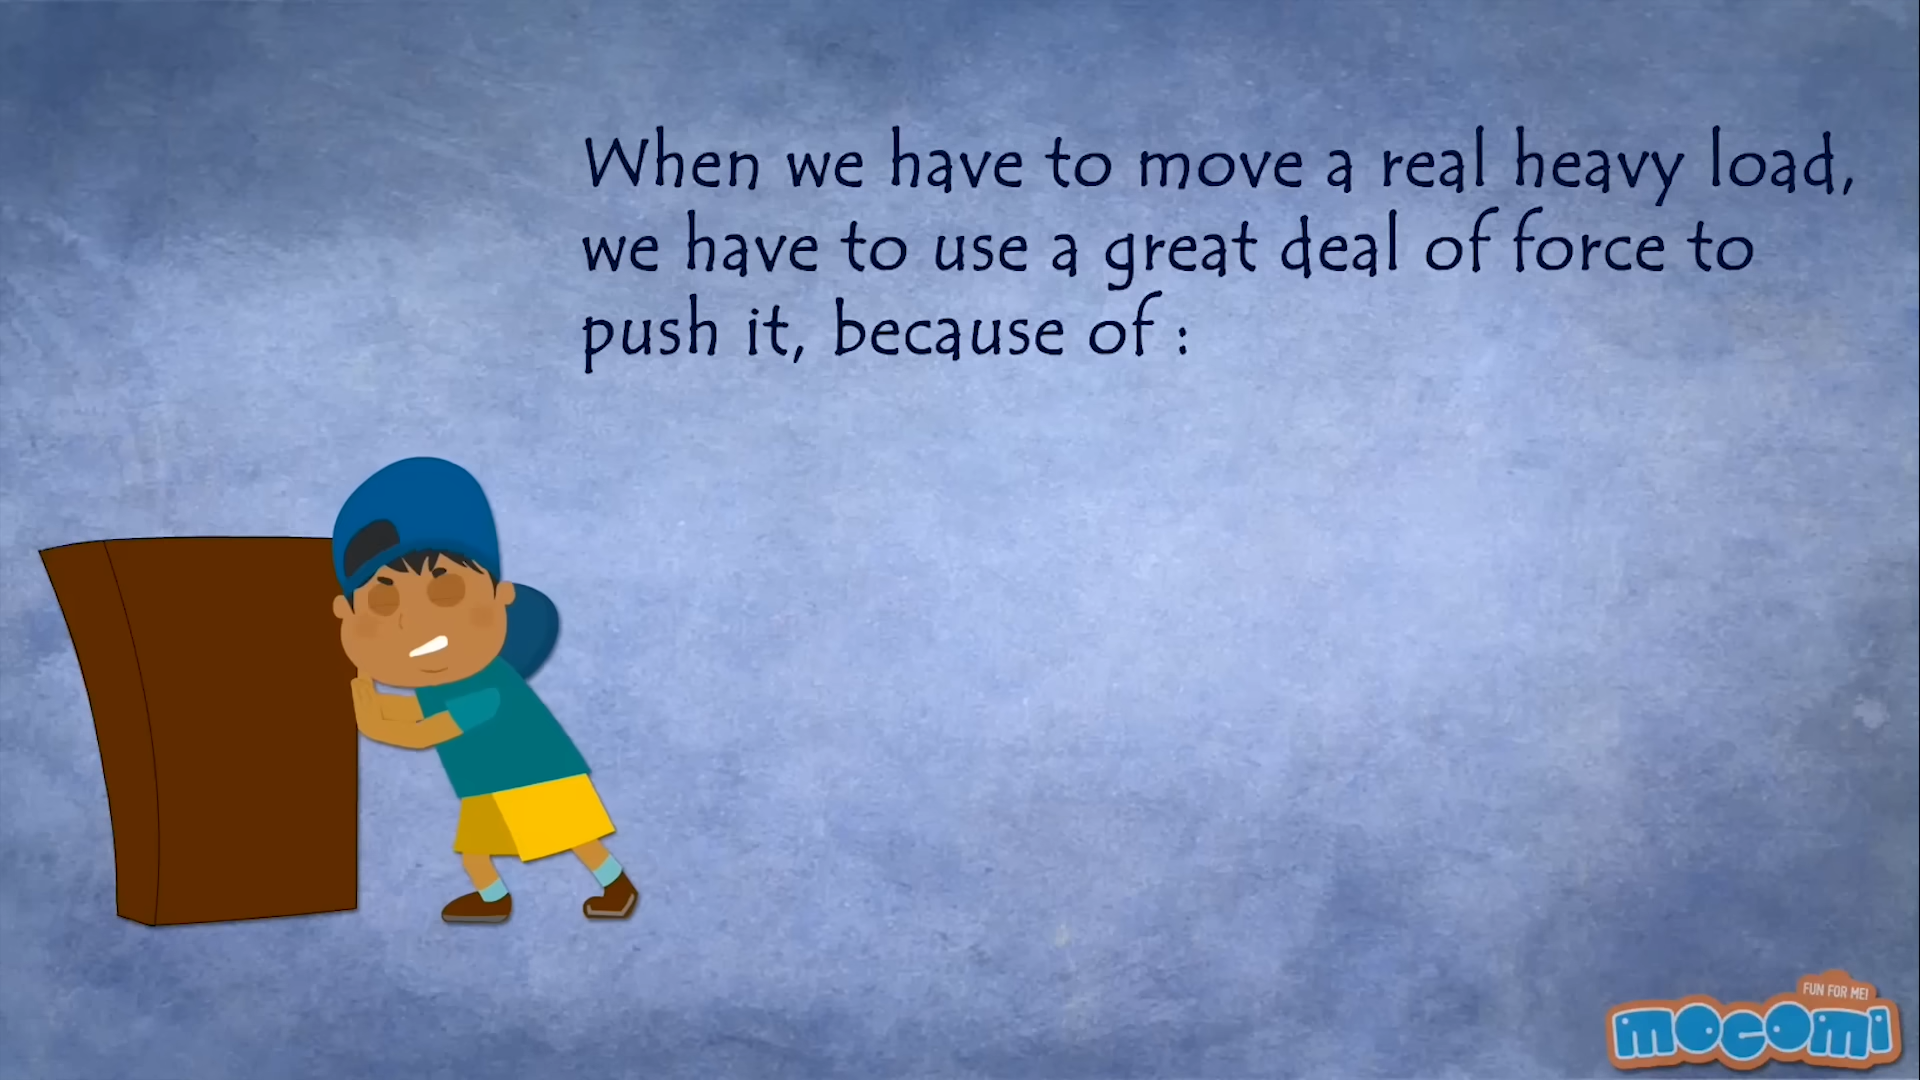 When we have to move a real heavy load,
we have to use a great deal of force to
push it, because of :
FUN FOR ME!
mocomi